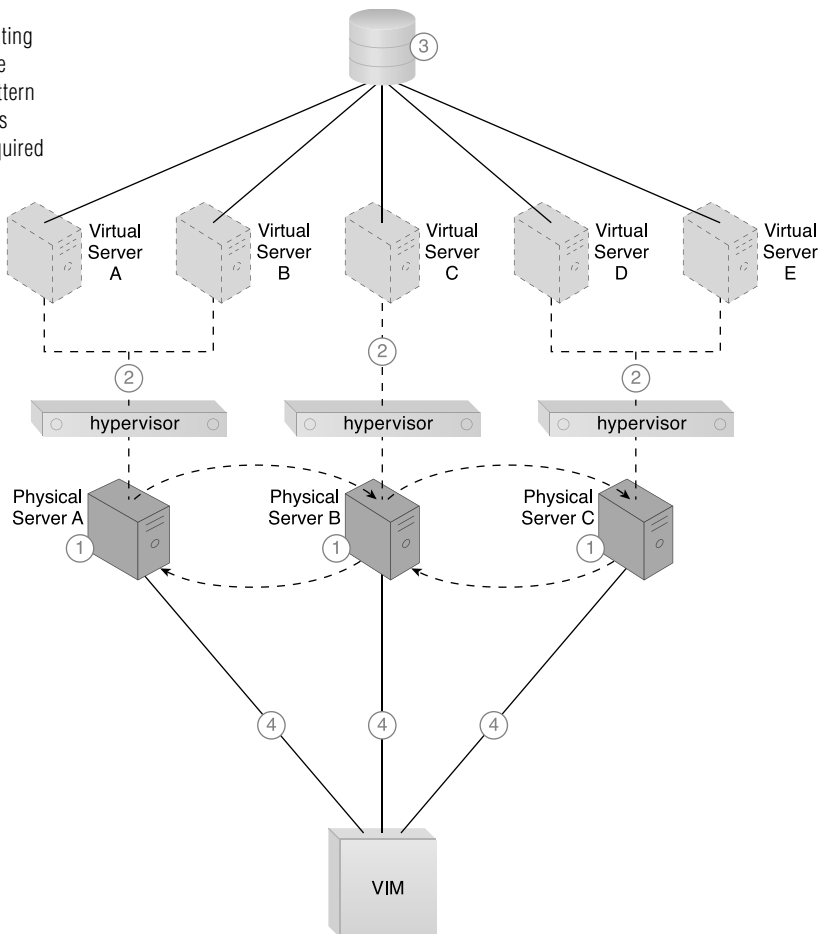 ting
e
ttern
s
quired
3
Virtual
Server
A
Virtual
Server
B
Virtual
Server
C
Virtual
Server
D
Virtual
Server
E
2
2
2
hypervisor
hypervisor
hypervisor
Physical
Server A
1
Physical
Server B
1
Physical
Server C
1
4
4
4
VIM